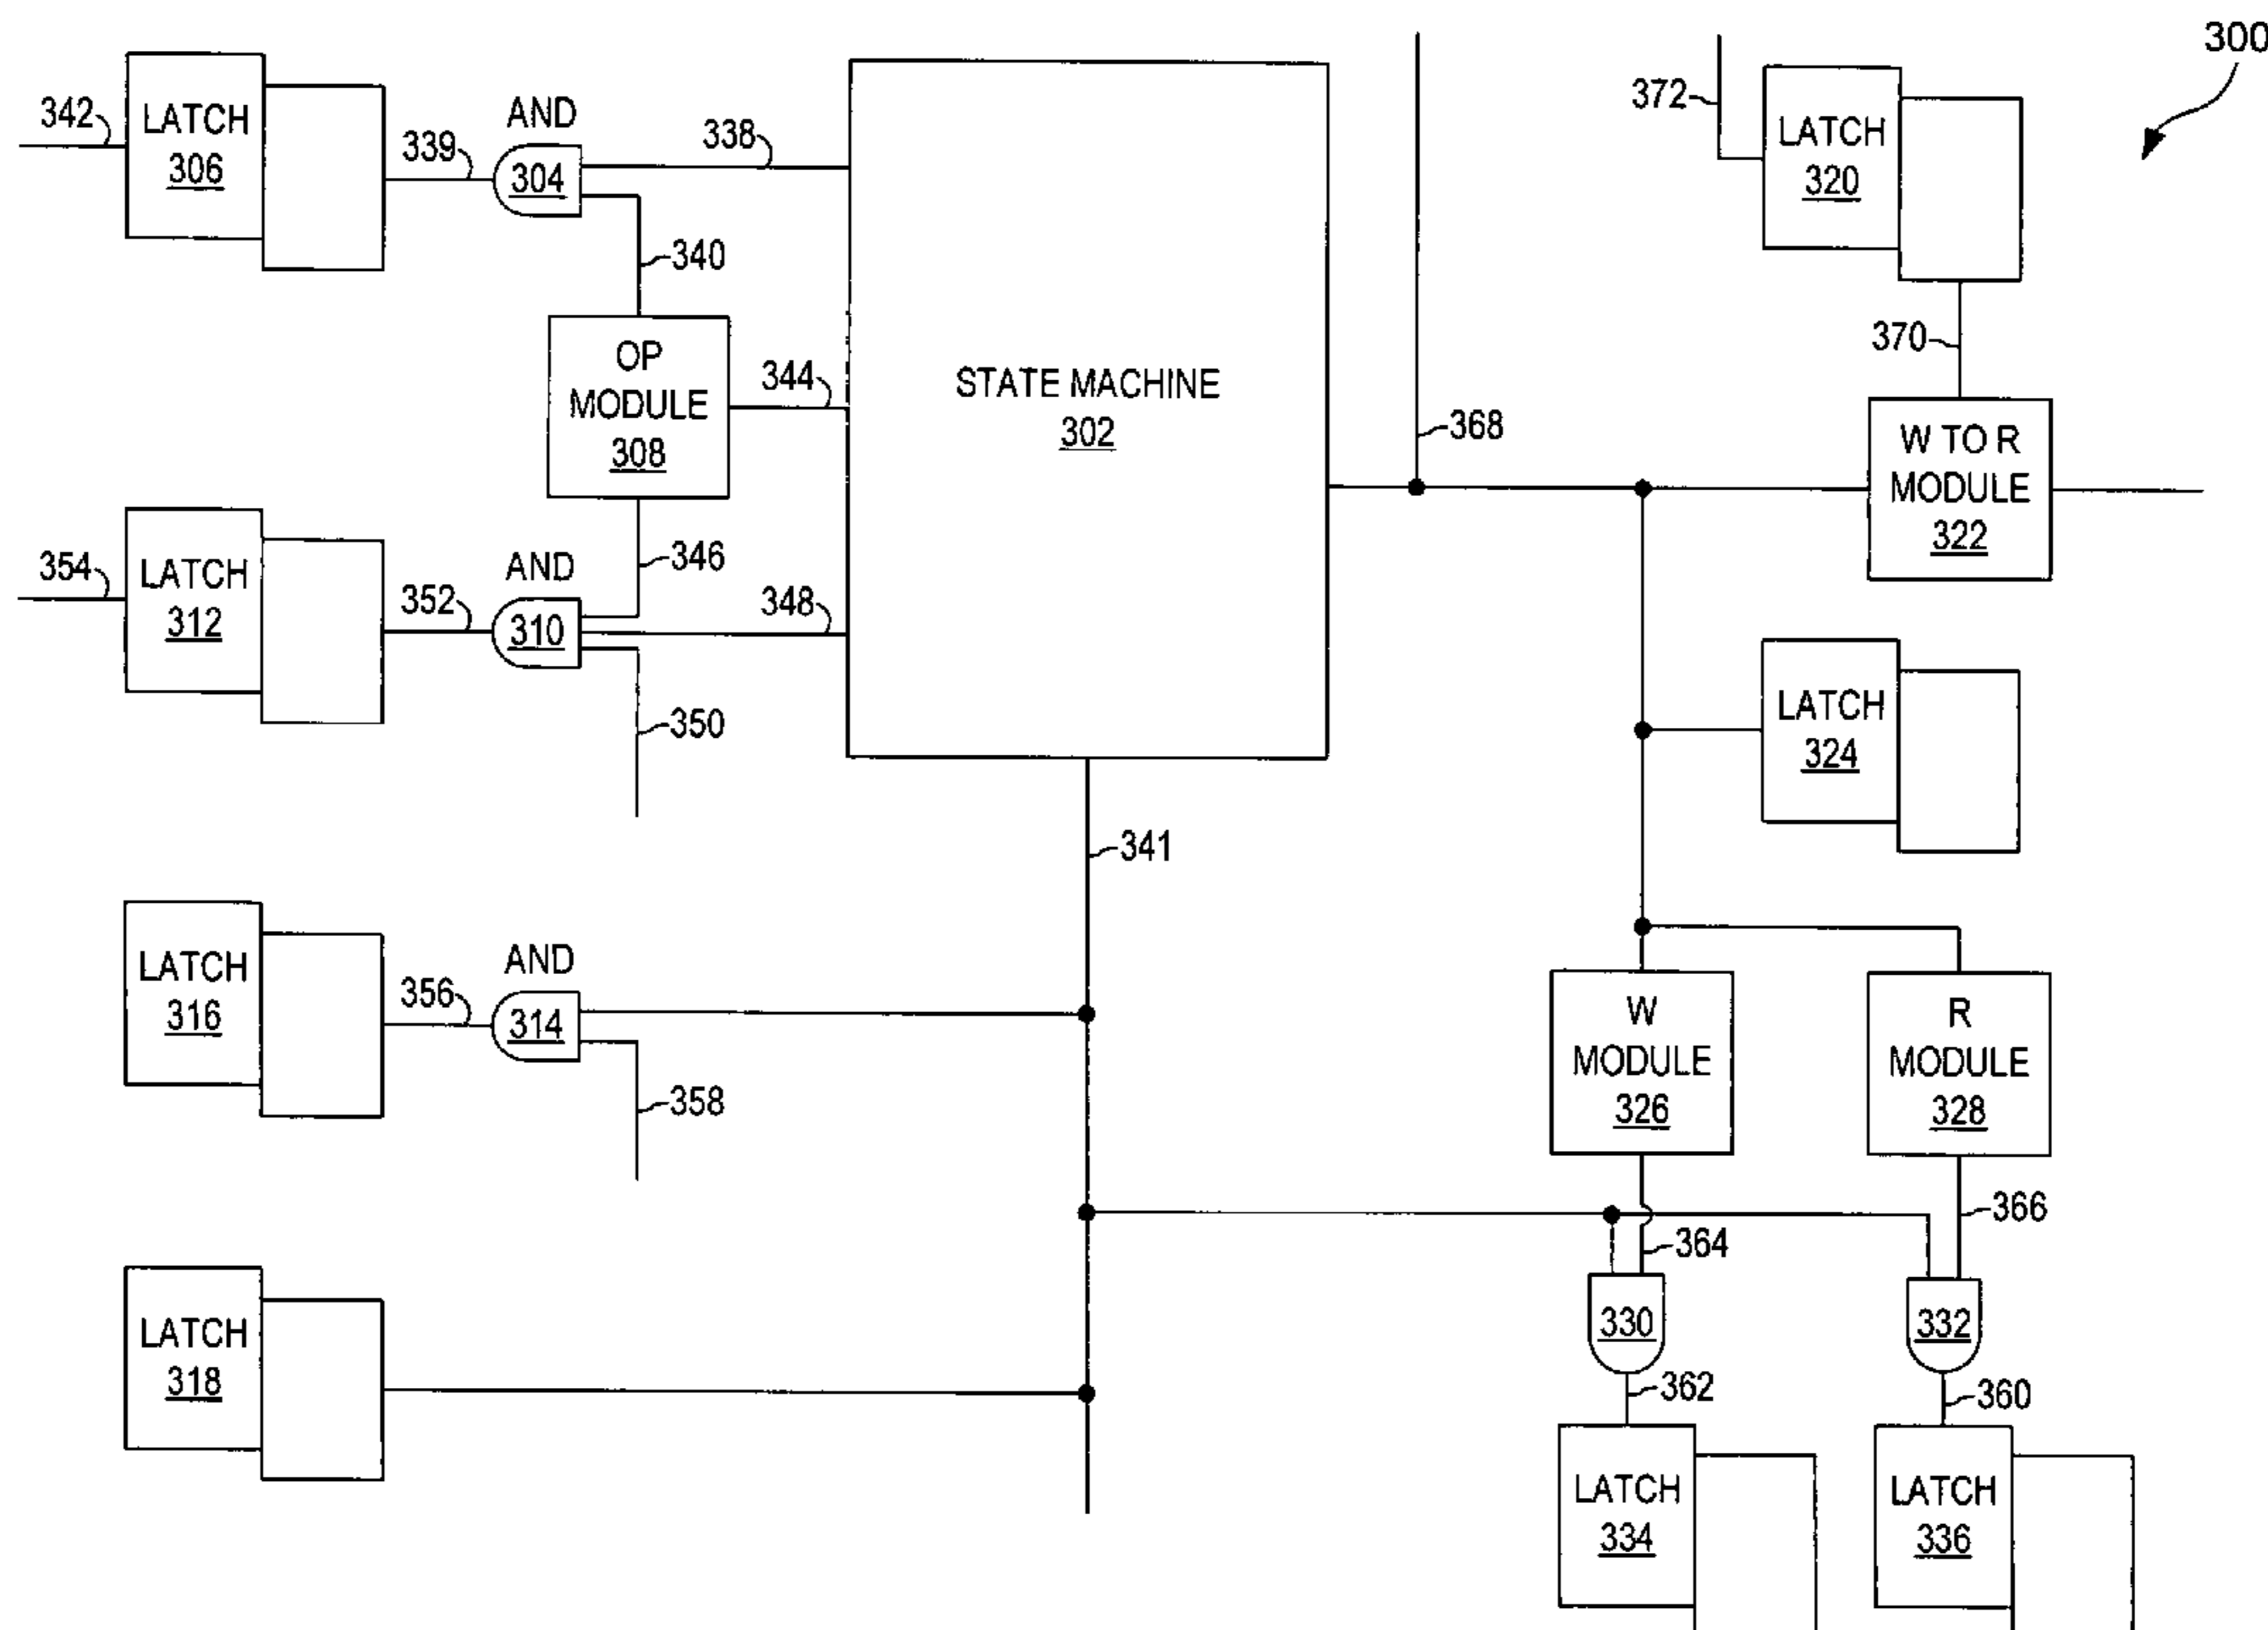 300
342
LATCH
306
339
AND
304
338
340
372
LATCH
320
370
OP
MODULE
308
344
STATE MACHINE
302
368
W TO R
MODULE
322
354
LATCH
312
352
AND
310
346
348
350
LATCH
324
341
LATCH
316
356
AND
314
358
W
MODULE
326
R
MODULE
328
364
366
LATCH
318
330
332
362
360
LATCH
334
LATCH
336